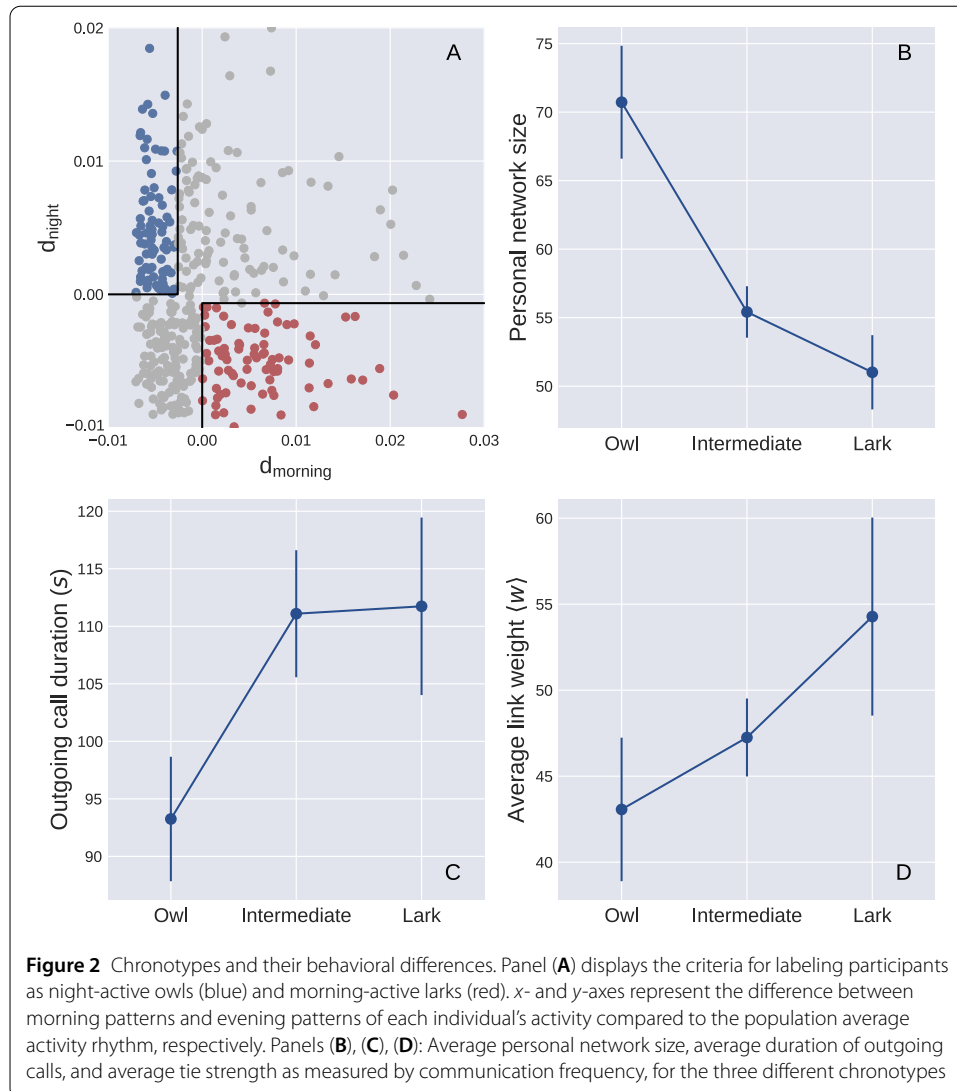 A
0.02
0.01
0.00
−0.01
d_night
−0.01
0.00
0.01
0.02
0.03
d_morning
B
75
70
65
60
55
50
Personal network size
Owl
Intermediate
Lark
120
115
110
105
100
95
90
Outgoing call duration (s)
C
Owl
Intermediate
Lark
60
55
50
45
40
Average link weight ⟨w⟩
D
Owl
Intermediate
Lark
Figure 2 Chronotypes and their behavioral differences. Panel (A) displays the criteria for labeling participants
as night-active owls (blue) and morning-active larks (red). x- and y-axes represent the difference between
morning patterns and evening patterns of each individual's activity compared to the population average
activity rhythm, respectively. Panels (B), (C), (D): Average personal network size, average duration of outgoing
calls, and average tie strength as measured by communication frequency, for the three different chronotypes